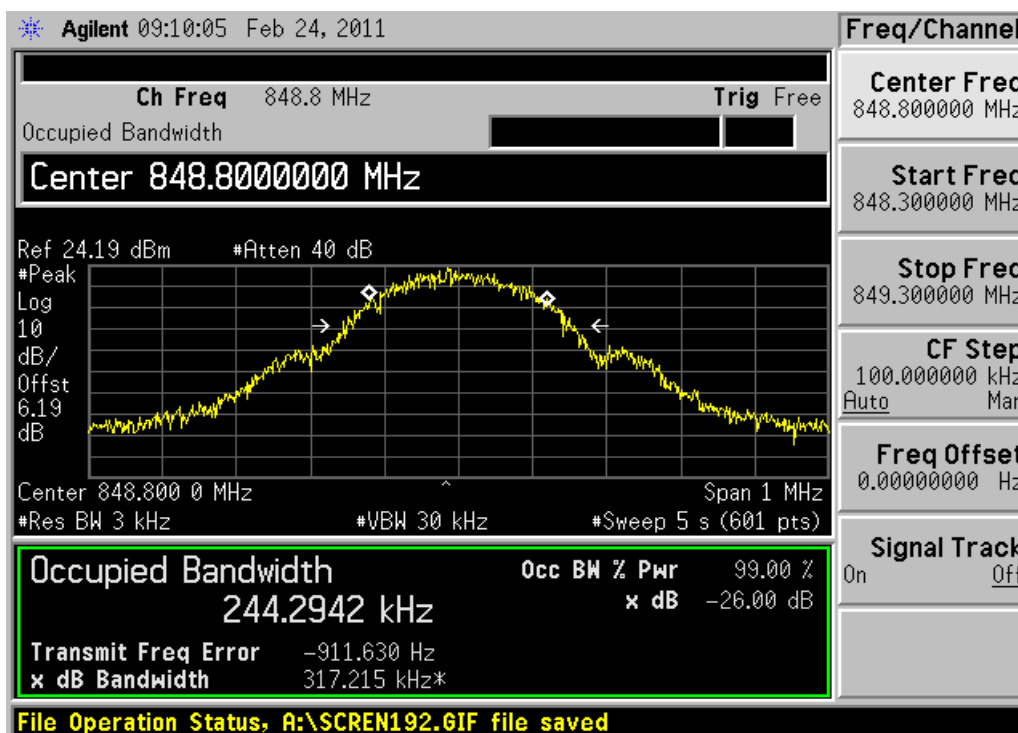 Agilent 09:10:05 Feb 24, 2011
Freq/Channel
Ch Freq 848.8 MHz
Trig Free
Occupied Bandwidth
Center 848.8000000 MHz
Ref 24.19 dBm #Atten 40 dB
#Peak
Log
10
dB/
Offst
6.19
dB
Center 848.800 0 MHz
Span 1 MHz
#Res BW 3 kHz
#VBW 30 kHz
#Sweep 5 s (601 pts)
Occupied Bandwidth
244.2942 kHz
Occ BW % Pwr 99.00 %
x dB -26.00 dB
Transmit Freq Error -911.630 Hz
x dB Bandwidth 317.215 kHz*
File Operation Status, A:\SCREN192.GIF file saved
Center Freq
848.800000 MHz
Start Freq
848.300000 MHz
Stop Freq
849.300000 MHz
CF Step
100.000000 kHz
Auto Man
Freq Offset
0.00000000 Hz
Signal Track
On Off